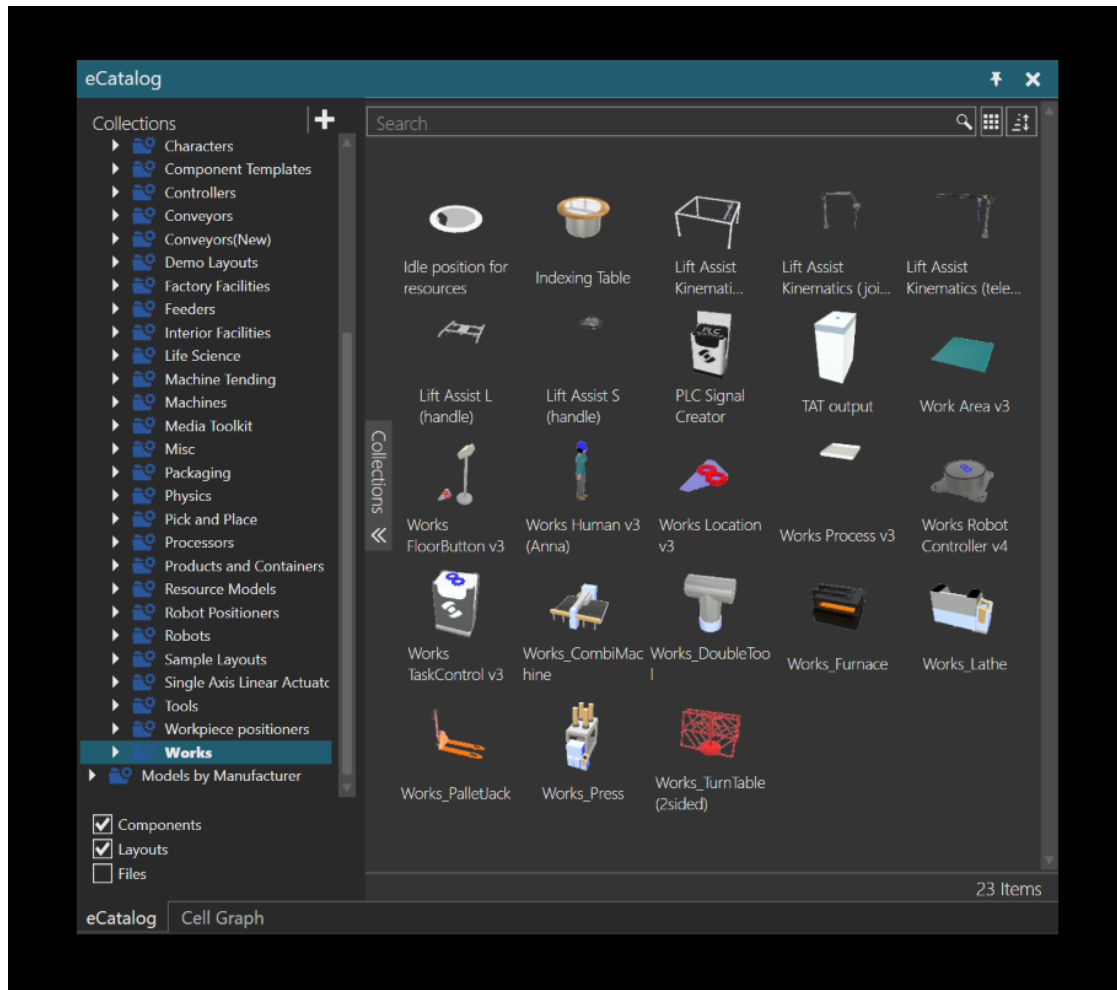 eCatalog
Collections
Characters
Component Templates
Controllers
Conveyors
Conveyors(New)
Demo Layouts
Factory Facilities
Feeders
Interior Facilities
Life Science
Machine Tending
Machines
Media Toolkit
Misc
Packaging
Physics
Pick and Place
Processors
Products and Containers
Resource Models
Robot Positioners
Robots
Sample Layouts
Single Axis Linear Actuatc
Tools
Workpiece positioners
Works
Models by Manufacturer
Components
Layouts
Files
Collections
Search
Idle position for
resources
Indexing Table
Lift Assist
Kinemati...
Lift Assist
Kinematics (joi...
Lift Assist
Kinematics (tele...
Lift Assist L
(handle)
Lift Assist S
(handle)
PLC
PLC Signal
Creator
TAT output
Work Area v3
Works
FloorButton v3
Works Human v3
(Anna)
Works Location
v3
Works Process v3
Works Robot
Controller v4
Works
TaskControl v3
Works_CombiMac
hine
Works_DoubleToo
l
Works_Furnace
Works_Lathe
Works_PalletJack
Works_Press
Works_TurnTable
(2sided)
23 Items
eCatalog
Cell Graph